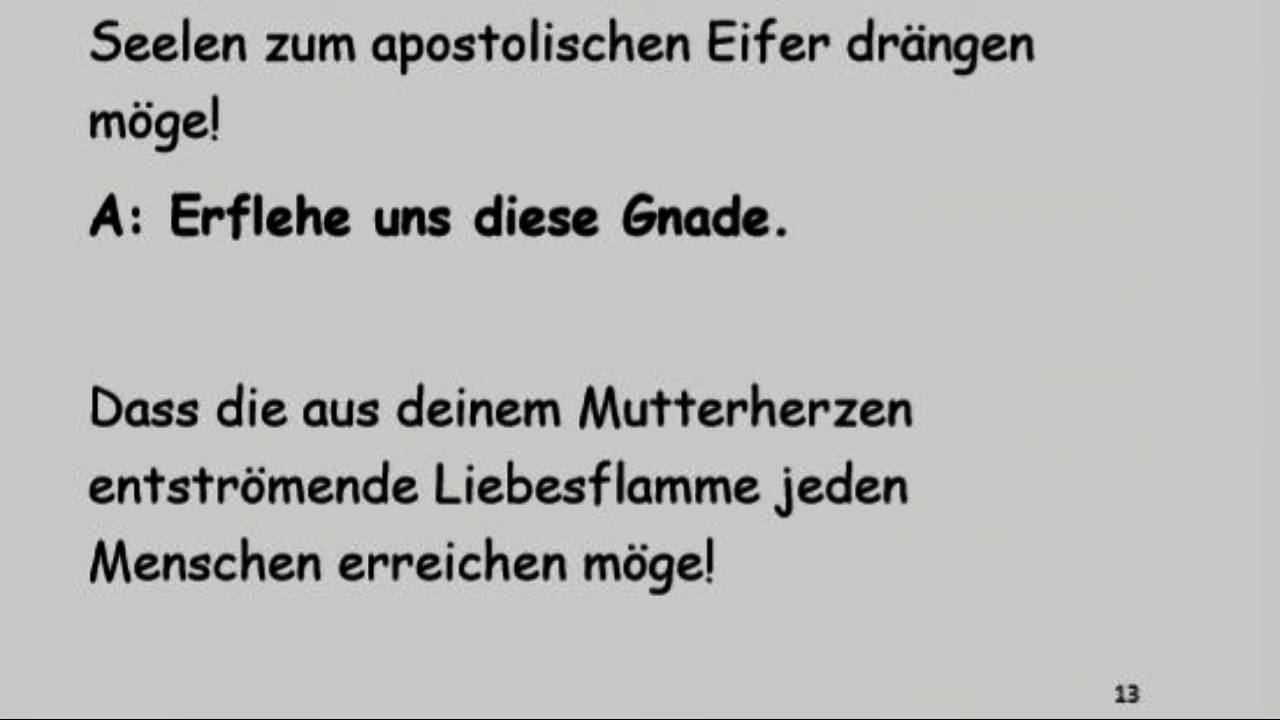 Seelen zum apostolischen Eifer drängen
möge!
A: Erflehe uns diese Gnade.
Dass die aus deinem Mutterherzen
entströmende Liebesflamme jeden
Menschen erreichen möge!
13